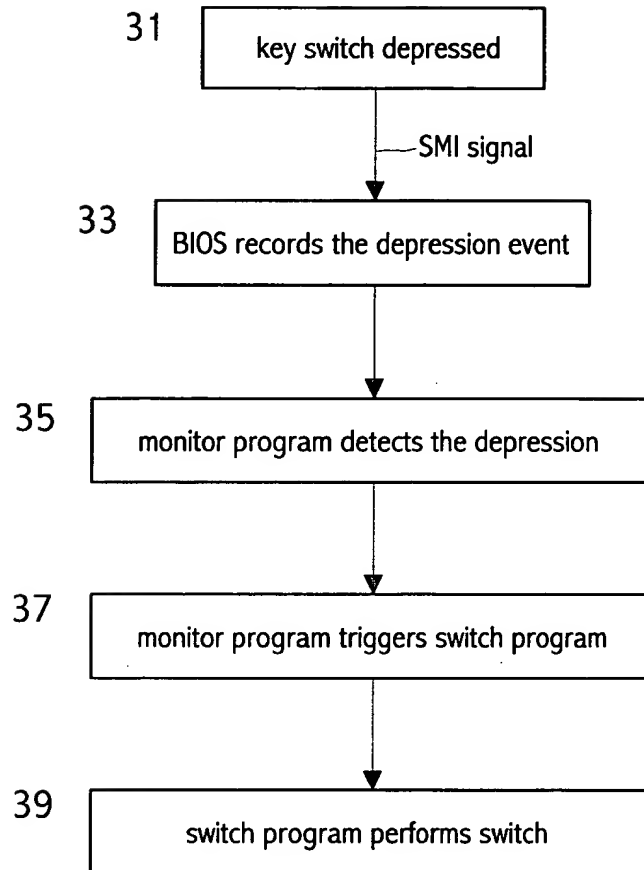 31
key switch depressed
SMI signal
33
BIOS records the depression event
35
monitor program detects the depression
37
monitor program triggers switch program
39
switch program performs switch